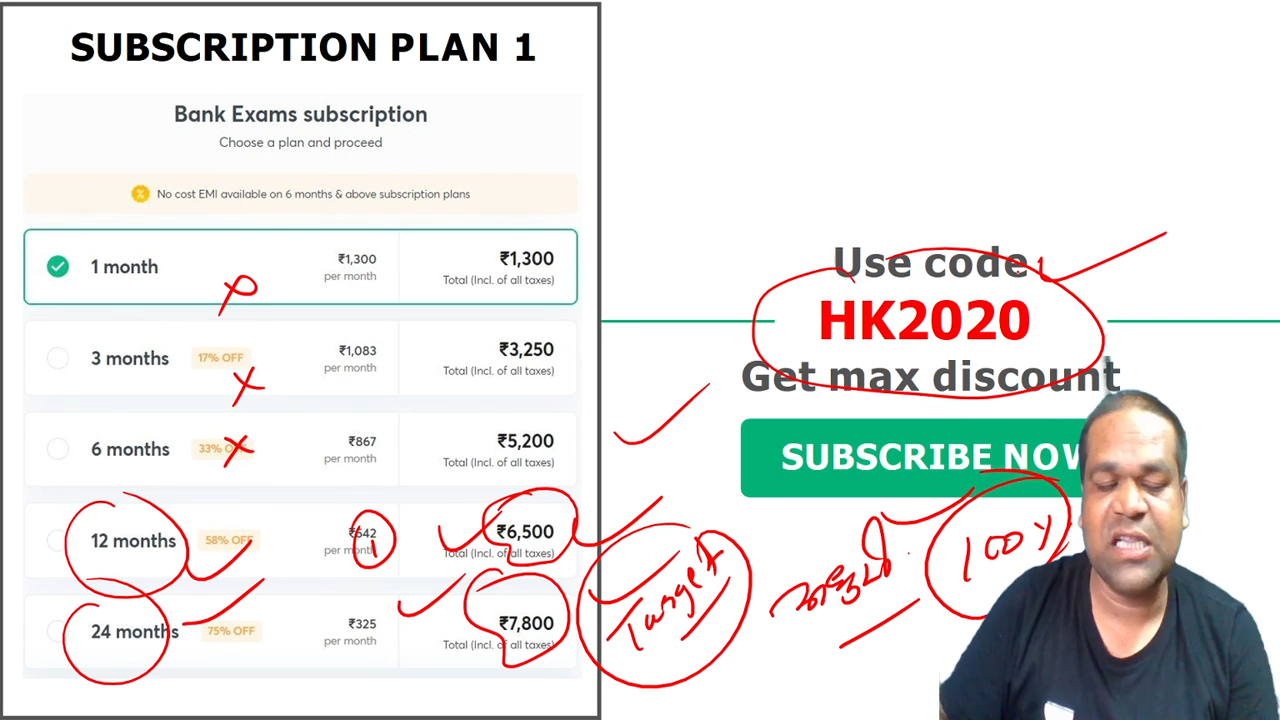 SUBSCRIPTION PLAN 1
Bank Exams subscription
Choose a plan and proceed
No cost EMI available on 6 months & above subscription plans
1 month ₹1,300 per month ₹1,300 Total (Incl. of all taxes)
3 months 17% OFF ₹1,083 per month ₹3,250 Total (Incl. of all taxes)
6 months 33% OFF ₹867 per month ₹5,200 Total (Incl. of all taxes)
12 months 58% OFF ₹542 per month ₹6,500 Total (Incl. of all taxes)
24 months 75% OFF ₹325 per month ₹7,800 Total (Incl. of all taxes)
Use code
HK2020
Get max discount
SUBSCRIBE NOW
Target